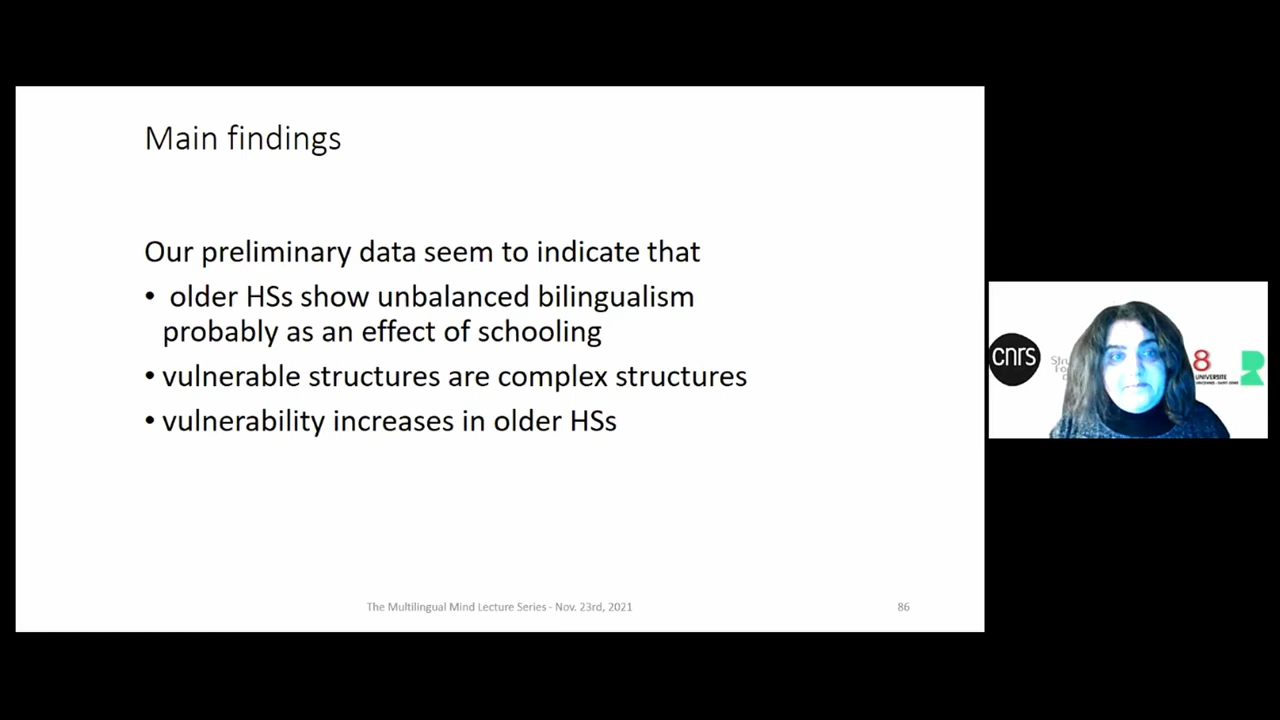 Main findings
Our preliminary data seem to indicate that
• older HSs show unbalanced bilingualism
probably as an effect of schooling
• vulnerable structures are complex structures
• vulnerability increases in older HSs
The Multilingual Mind Lecture Series - Nov. 23rd, 2021
86
cnrs
8
UNIVERSITE